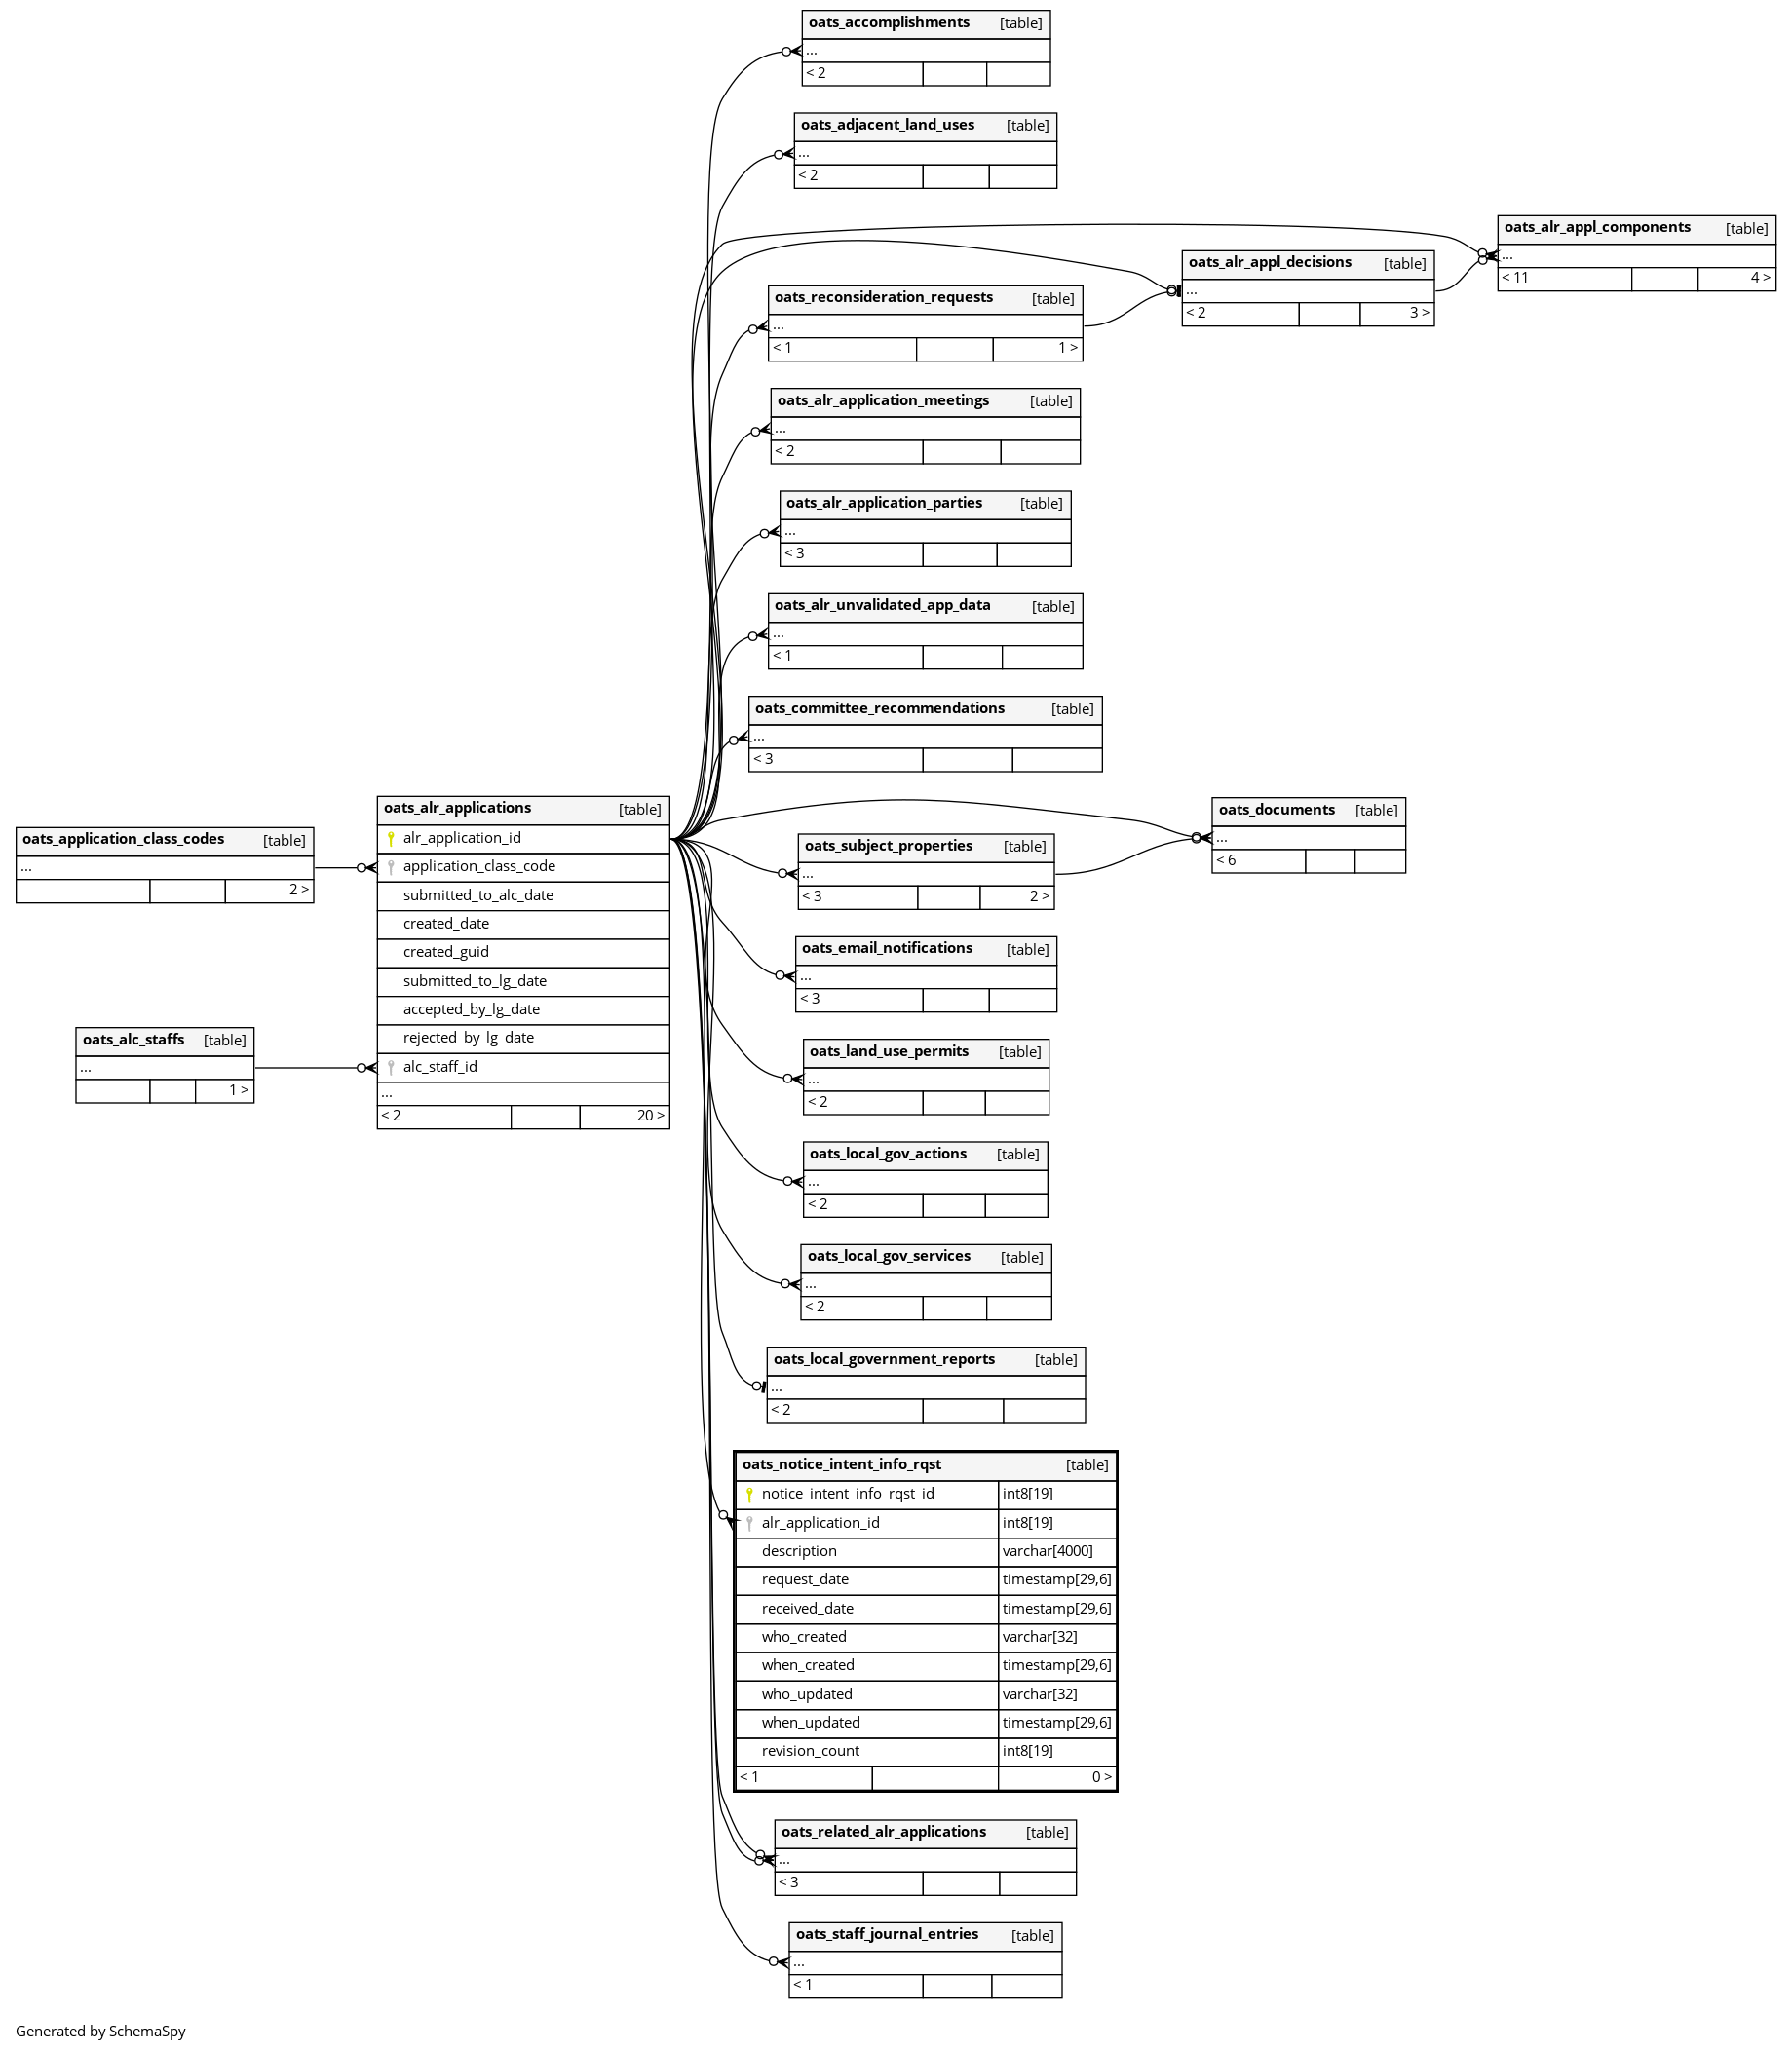 oats_accomplishments [table]
...
< 2
oats_adjacent_land_uses [table]
...
< 2
oats_alr_appl_components [table]
...
< 11 4 >
oats_alr_appl_decisions [table]
...
< 2 3 >
oats_reconsideration_requests [table]
...
< 1 1 >
oats_alr_application_meetings [table]
...
< 2
oats_alr_application_parties [table]
...
< 3
oats_alr_unvalidated_app_data [table]
...
< 1
oats_committee_recommendations [table]
...
< 3
oats_application_class_codes [table]
...
2 >
oats_alc_staffs [table]
...
1 >
oats_alr_applications [table]
alr_application_id
application_class_code
submitted_to_alc_date
created_date
created_guid
submitted_to_lg_date
accepted_by_lg_date
rejected_by_lg_date
alc_staff_id
...
< 2 20 >
oats_documents [table]
...
< 6
oats_subject_properties [table]
...
< 3 2 >
oats_email_notifications [table]
...
< 3
oats_land_use_permits [table]
...
< 2
oats_local_gov_actions [table]
...
< 2
oats_local_gov_services [table]
...
< 2
oats_local_government_reports [table]
...
< 2
oats_notice_intent_info_rqst [table]
notice_intent_info_rqst_id int8[19]
alr_application_id int8[19]
description varchar[4000]
request_date timestamp[29,6]
received_date timestamp[29,6]
who_created varchar[32]
when_created timestamp[29,6]
who_updated varchar[32]
when_updated timestamp[29,6]
revision_count int8[19]
< 1 0 >
oats_related_alr_applications [table]
...
< 3
oats_staff_journal_entries [table]
...
< 1
Generated by SchemaSpy